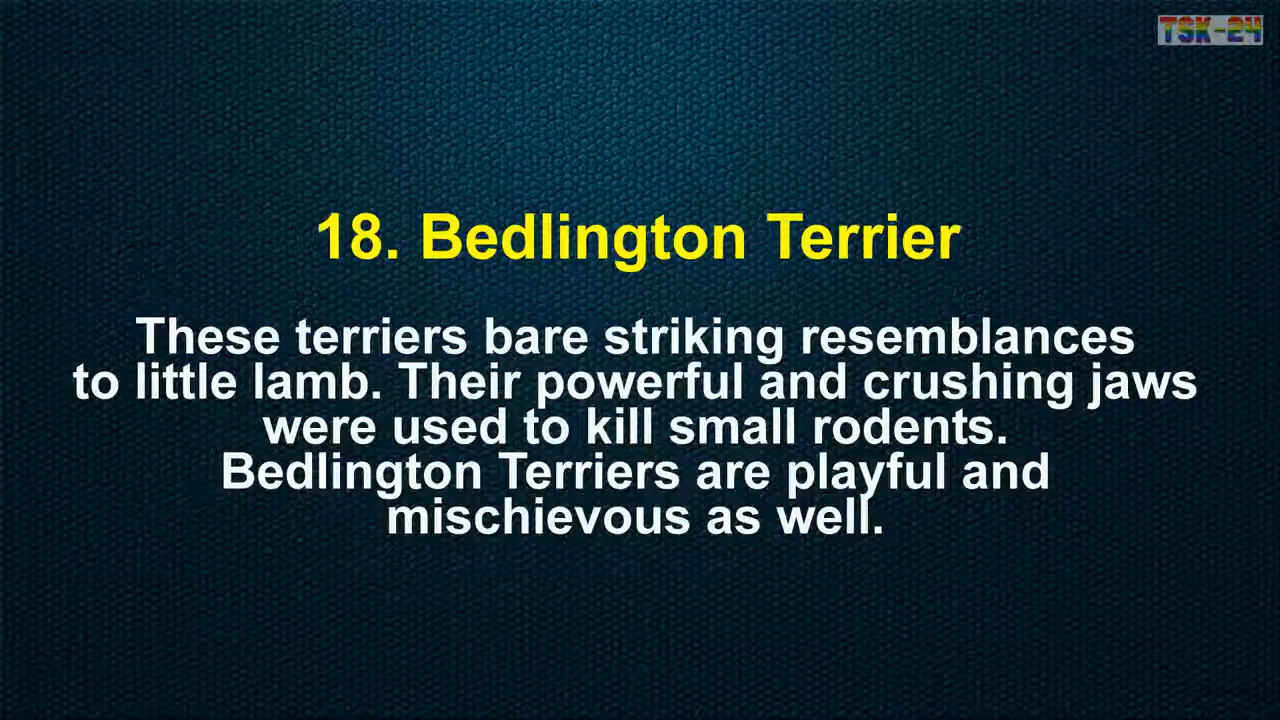 TSK-24
18. Bedlington Terrier
These terriers bare striking resemblances
to little lamb. Their powerful and crushing jaws
were used to kill small rodents.
Bedlington Terriers are playful and
mischievous as well.